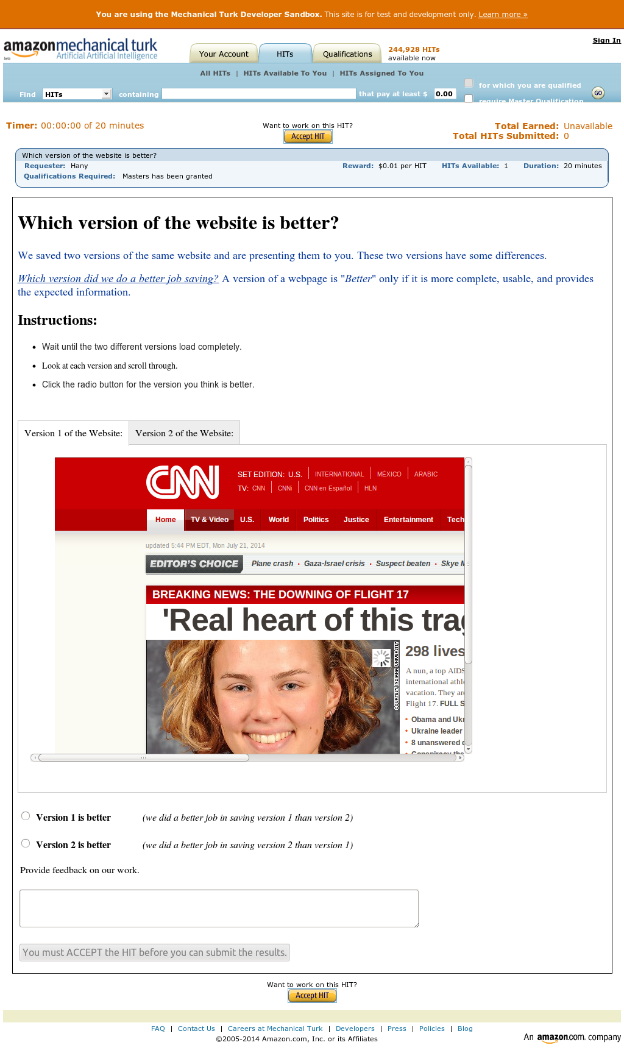 You are using the Mechanical Turk Developer Sandbox. This site is for test and development only. Learn more »
Sign In
amazonmechanical turk
beta
Artificial Artificial Intelligence
Your Account
HITs
Qualifications
244,928 HITs
available now
All HITs | HITs Available To You | HITs Assigned To You
Find HITs containing that pay at least $ 0.00 for which you are qualified
require Master Qualification
GO
Timer: 00:00:00 of 20 minutes
Want to work on this HIT?
Accept HIT
Total Earned: Unavailable
Total HITs Submitted: 0
Which version of the website is better?
Requester: Hany Reward: $0.01 per HIT HITs Available: 1 Duration: 20 minutes
Qualifications Required: Masters has been granted
Which version of the website is better?
We saved two versions of the same website and are presenting them to you. These two versions have some differences.
Which version did we do a better job saving? A version of a webpage is "Better" only if it is more complete, usable, and provides
the expected information.
Instructions:
• Wait until the two different versions load completely.
• Look at each version and scroll through.
• Click the radio button for the version you think is better.
Version 1 of the Website: Version 2 of the Website:
CNN
SET EDITION: U.S. INTERNATIONAL MÉXICO ARABIC
TV: CNN CNNi CNN en Español HLN
Home TV & Video U.S. World Politics Justice Entertainment Tech
updated 5:44 PM EDT, Mon July 21, 2014
EDITOR'S CHOICE Plane crash • Gaza-Israel crisis • Suspect beaten • Skye M
BREAKING NEWS: THE DOWNING OF FLIGHT 17
'Real heart of this trag
298 lives
A nun, a top AIDS
international athl
vacation. They ar
Flight 17. FULL S
• Obama and Uk
• Ukraine leader
• 8 unanswered
Version 1 is better (we did a better job in saving version 1 than version 2)
Version 2 is better (we did a better job in saving version 2 than version 1)
Provide feedback on our work.
You must ACCEPT the HIT before you can submit the results.
Want to work on this HIT?
Accept HIT
FAQ | Contact Us | Careers at Mechanical Turk | Developers | Press | Policies | Blog
©2005-2014 Amazon.com, Inc. or its Affiliates
An amazon.com. company